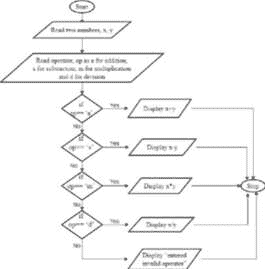 Start
Read two numbers, x, y
Read operator, op as a for addition,
s for subtraction, m for multiplication
and d for division
if
op== 'a'
Yes
Display x+y
No
if
op== 's'
Yes
Display x-y
No
if
op== 'm'
Yes
Display x*y
Stop
No
if
op== 'd'
Yes
Display x/y
No
Display "entered
invalid operator"